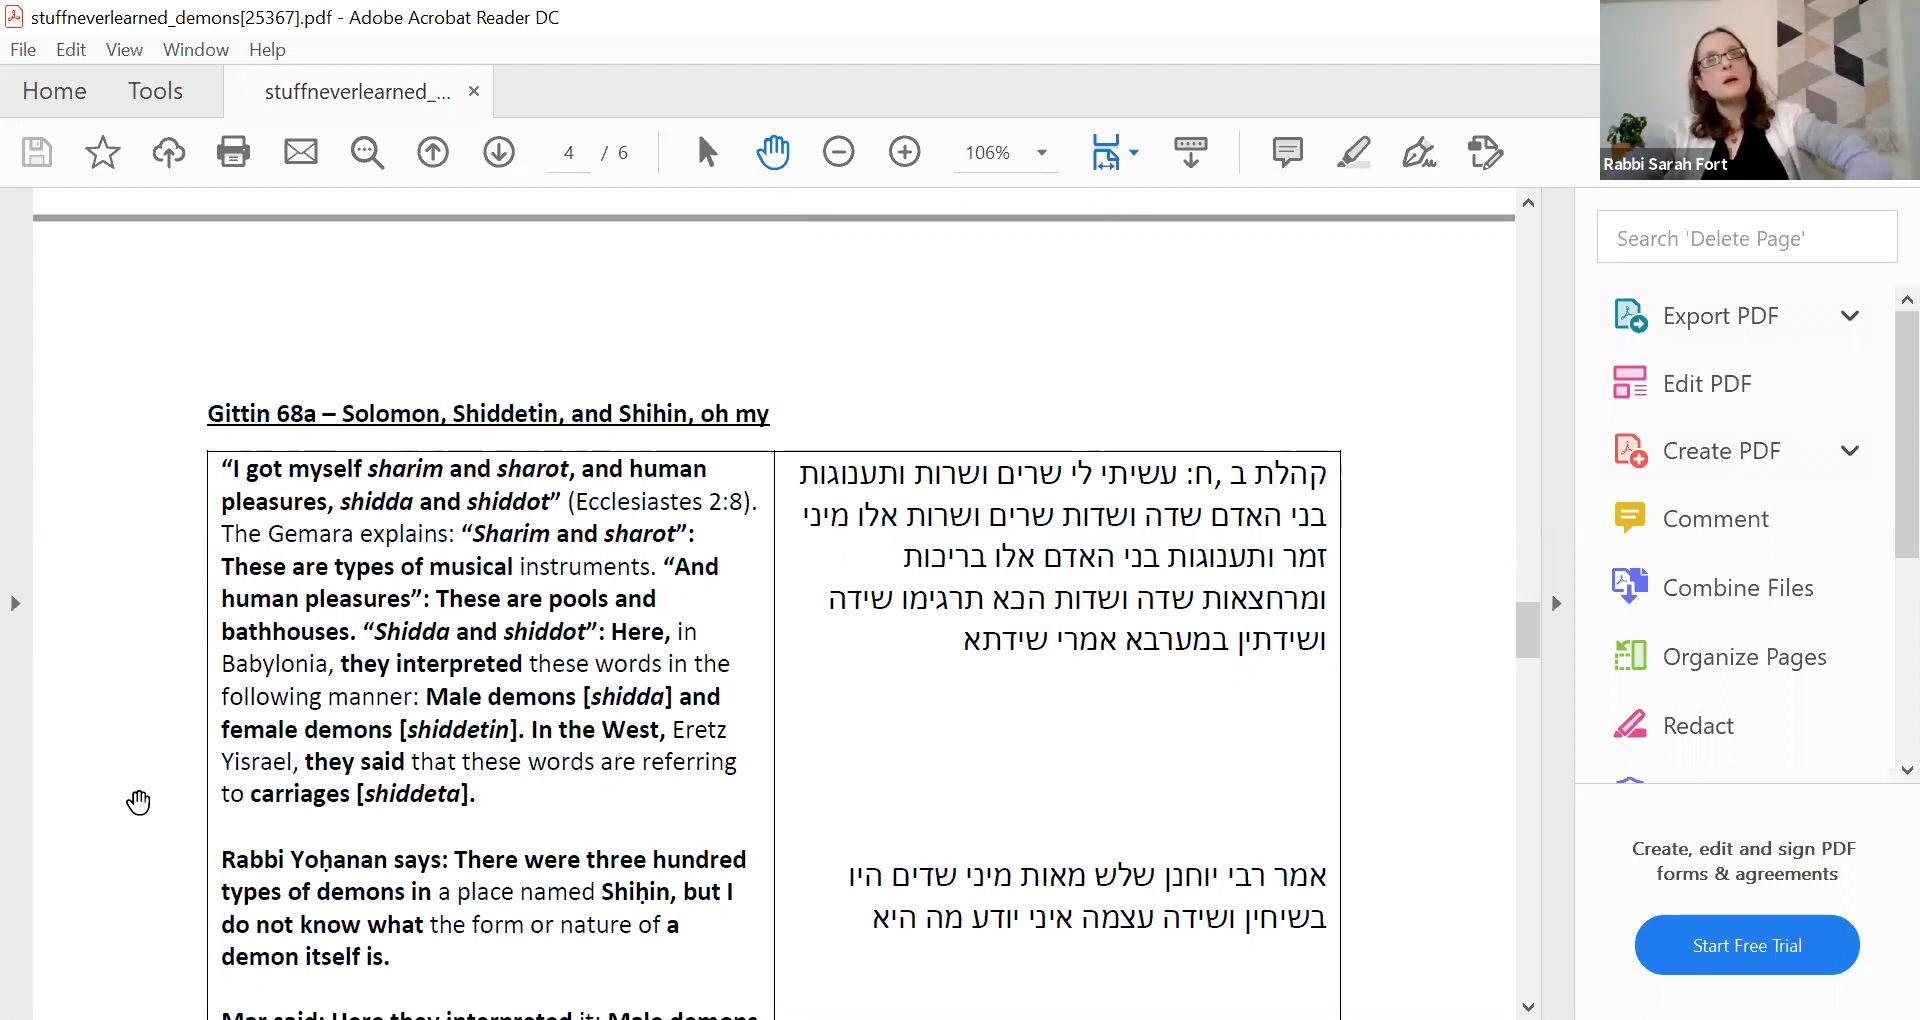 stuffneverlearned_demons[25367].pdf - Adobe Acrobat Reader DC
File Edit View Window Help
Home Tools stuffneverlearned_... ×
4 / 6 106%
Rabbi Sarah Fort
Search 'Delete Page'
Export PDF
Edit PDF
Create PDF
Comment
Combine Files
Organize Pages
Redact
Create, edit and sign PDF
forms & agreements
Start Free Trial
Gittin 68a – Solomon, Shiddetin, and Shihin, oh my
“I got myself sharim and sharot, and human
pleasures, shidda and shiddot” (Ecclesiastes 2:8).
The Gemara explains: “Sharim and sharot”:
These are types of musical instruments. “And
human pleasures”: These are pools and
bathhouses. “Shidda and shiddot”: Here, in
Babylonia, they interpreted these words in the
following manner: Male demons [shidda] and
female demons [shiddetin]. In the West, Eretz
Yisrael, they said that these words are referring
to carriages [shiddeta].
Rabbi Yoḥanan says: There were three hundred
types of demons in a place named Shiḥin, but I
do not know what the form or nature of a
demon itself is.
Mar said: Here they interpreted it: Male demons
קהלת ב ,ח: עשיתי לי שרים ושרות ותענוגות
בני האדם שדה ושדות שרים ושרות אלו מיני
זמר ותענוגות בני האדם אלו בריכות
ומרחצאות שדה ושדות הכא תרגימו שידה
ושידתין במערבא אמרי שידתא
אמר רבי יוחנן שלש מאות מיני שדים היו
בשיחין ושידה עצמה איני יודע מה היא